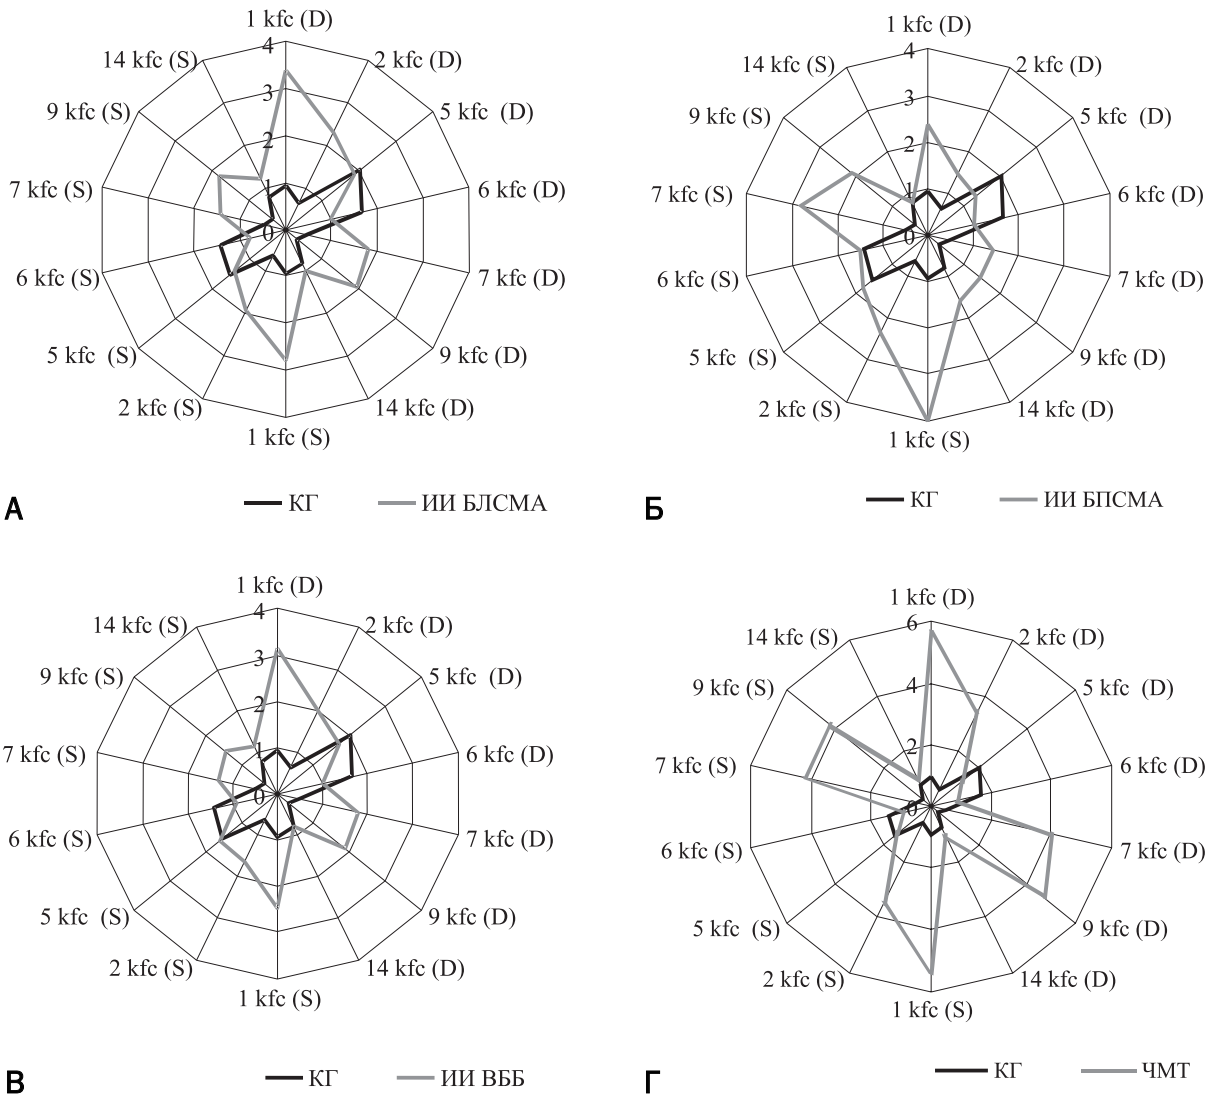 1 kfc (D)
2 kfc (D)
5 kfc (D)
6 kfc (D)
7 kfc (D)
9 kfc (D)
14 kfc (D)
1 kfc (S)
2 kfc (S)
5 kfc (S)
6 kfc (S)
7 kfc (S)
9 kfc (S)
14 kfc (S)
4
3
2
1
0
А
КГ
ИИ БЛСМА
1 kfc (D)
2 kfc (D)
5 kfc (D)
6 kfc (D)
7 kfc (D)
9 kfc (D)
14 kfc (D)
1 kfc (S)
2 kfc (S)
5 kfc (S)
6 kfc (S)
7 kfc (S)
9 kfc (S)
14 kfc (S)
4
3
2
1
0
Б
КГ
ИИ БПСМА
1 kfc (D)
2 kfc (D)
5 kfc (D)
6 kfc (D)
7 kfc (D)
9 kfc (D)
14 kfc (D)
1 kfc (S)
2 kfc (S)
5 kfc (S)
6 kfc (S)
7 kfc (S)
9 kfc (S)
14 kfc (S)
4
3
2
1
0
В
КГ
ИИ ВББ
1 kfc (D)
2 kfc (D)
5 kfc (D)
6 kfc (D)
7 kfc (D)
9 kfc (D)
14 kfc (D)
1 kfc (S)
2 kfc (S)
5 kfc (S)
6 kfc (S)
7 kfc (S)
9 kfc (S)
14 kfc (S)
6
4
2
0
Г
КГ
ЧМТ